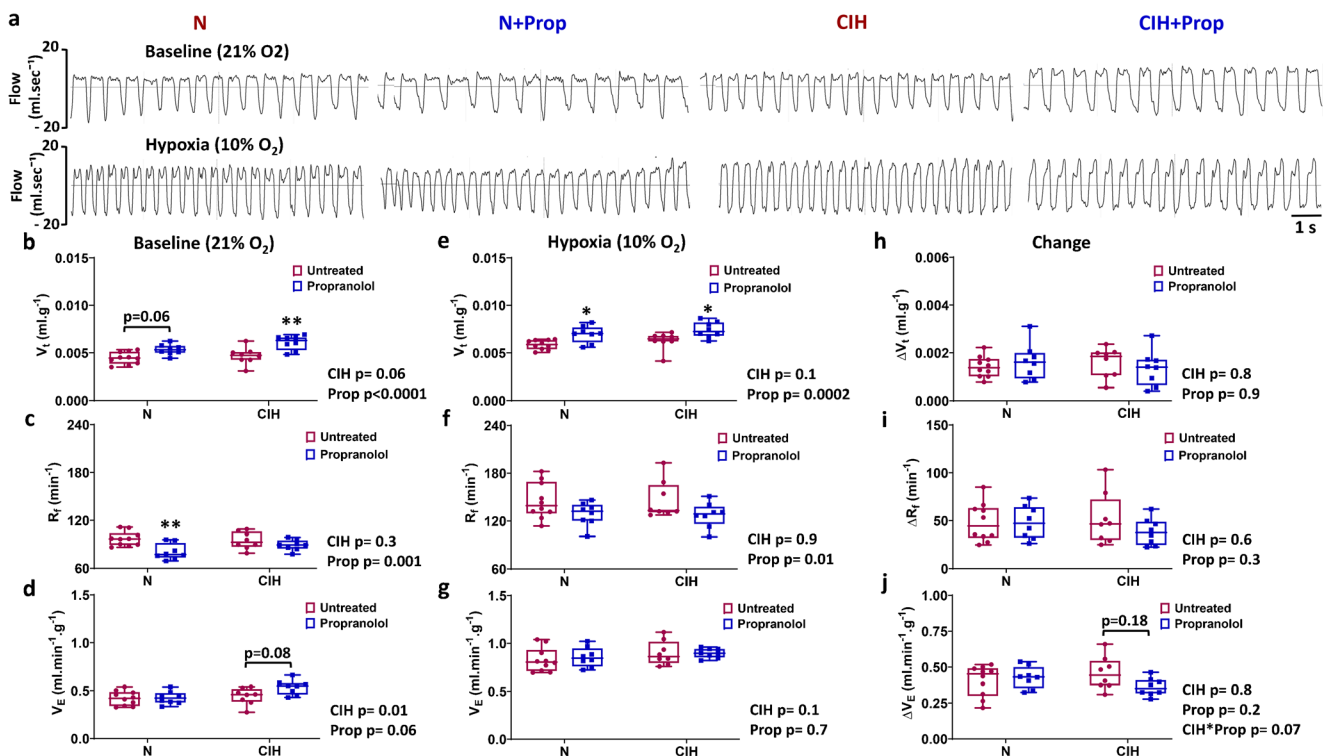 a
N
N+Prop
CIH
CIH+Prop
Baseline (21% O2)
20
Flow
(ml.sec⁻¹)
- 20
Hypoxia (10% O₂)
20
Flow
(ml.sec⁻¹)
- 20
1 s
b
Baseline (21% O₂)
0.015
0.010
0.005
0.000
Vₜ (ml.g⁻¹)
Untreated
Propranolol
p=0.06
**
N
CIH
CIH p= 0.06
Prop p<0.0001
e
Hypoxia (10% O₂)
0.015
0.010
0.005
0.000
Vₜ (ml.g⁻¹)
Untreated
Propranolol
*
*
N
CIH
CIH p= 0.1
Prop p= 0.0002
h
Change
0.006
0.004
0.002
0.000
ΔVₜ (ml.g⁻¹)
Untreated
Propranolol
N
CIH
CIH p= 0.8
Prop p= 0.9
c
240
180
120
60
R_f (min⁻¹)
Untreated
Propranolol
**
N
CIH
CIH p= 0.3
Prop p= 0.001
f
240
180
120
60
R_f (min⁻¹)
Untreated
Propranolol
N
CIH
CIH p= 0.9
Prop p= 0.01
i
150
100
50
0
ΔR_f (min⁻¹)
Untreated
Propranolol
N
CIH
CIH p= 0.6
Prop p= 0.3
d
1.5
1.0
0.5
0.0
V_E (ml.min⁻¹.g⁻¹)
Untreated
Propranolol
p=0.08
N
CIH
CIH p= 0.01
Prop p= 0.06
g
1.5
1.0
0.5
0.0
V_E (ml.min⁻¹.g⁻¹)
Untreated
Propranolol
N
CIH
CIH p= 0.1
Prop p= 0.7
j
1.00
0.75
0.50
0.25
0.00
ΔV_E (ml.min⁻¹.g⁻¹)
Untreated
Propranolol
p=0.18
N
CIH
CIH p= 0.8
Prop p= 0.2
CIH*Prop p= 0.07